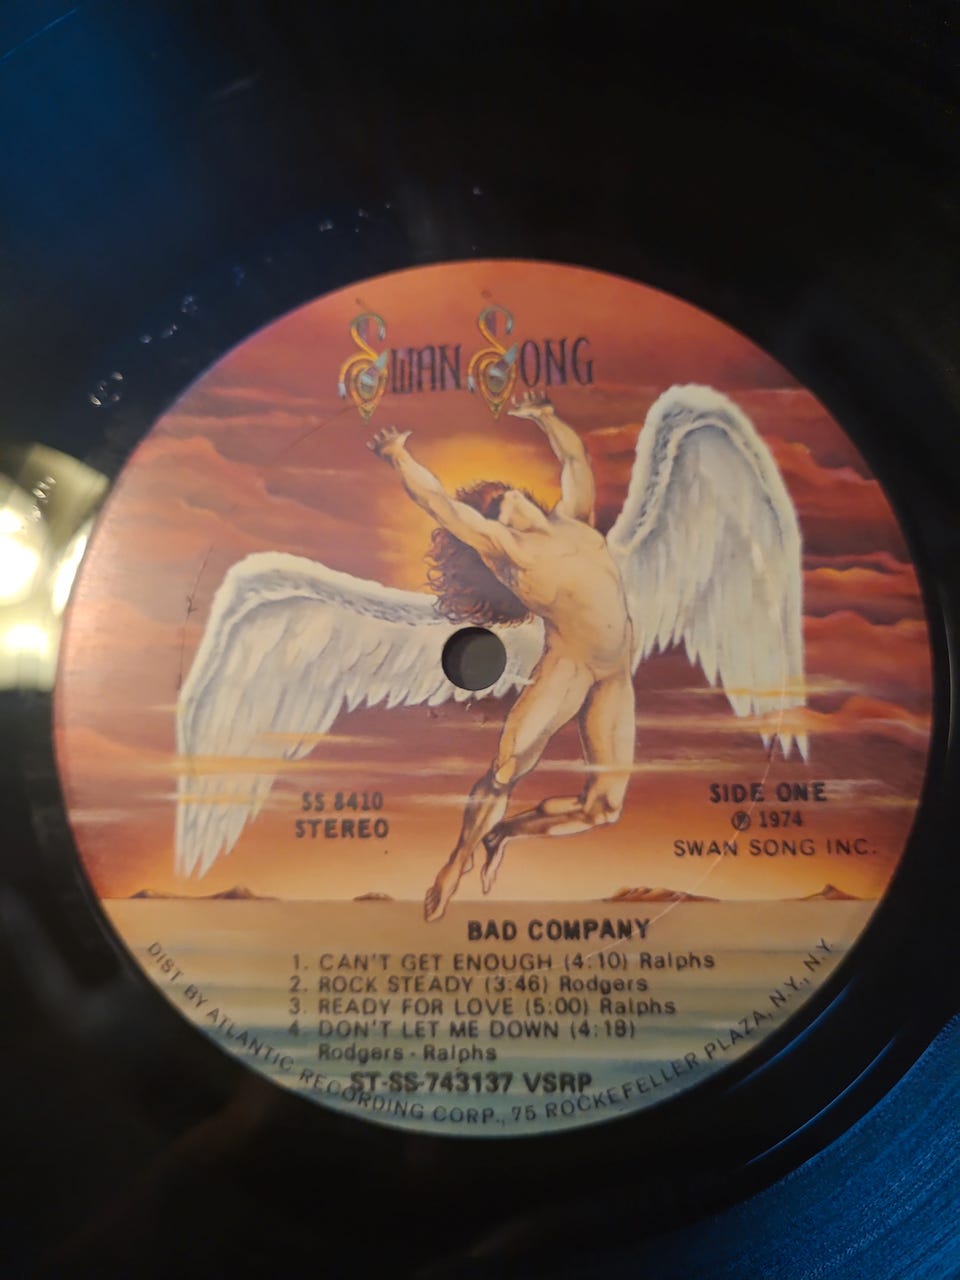 SWAN SONG
SS 8410
STEREO
SIDE ONE
℗ 1974
SWAN SONG INC.
BAD COMPANY
1. CAN'T GET ENOUGH (4:10) Ralphs
2. ROCK STEADY (3:46) Rodgers
3. READY FOR LOVE (5:00) Ralphs
4. DON'T LET ME DOWN (4:18)
Rodgers - Ralphs
ST-SS-743137 VSRP
DIST BY ATLANTIC RECORDING CORP., 75 ROCKEFELLER PLAZA, N.Y., N.Y.